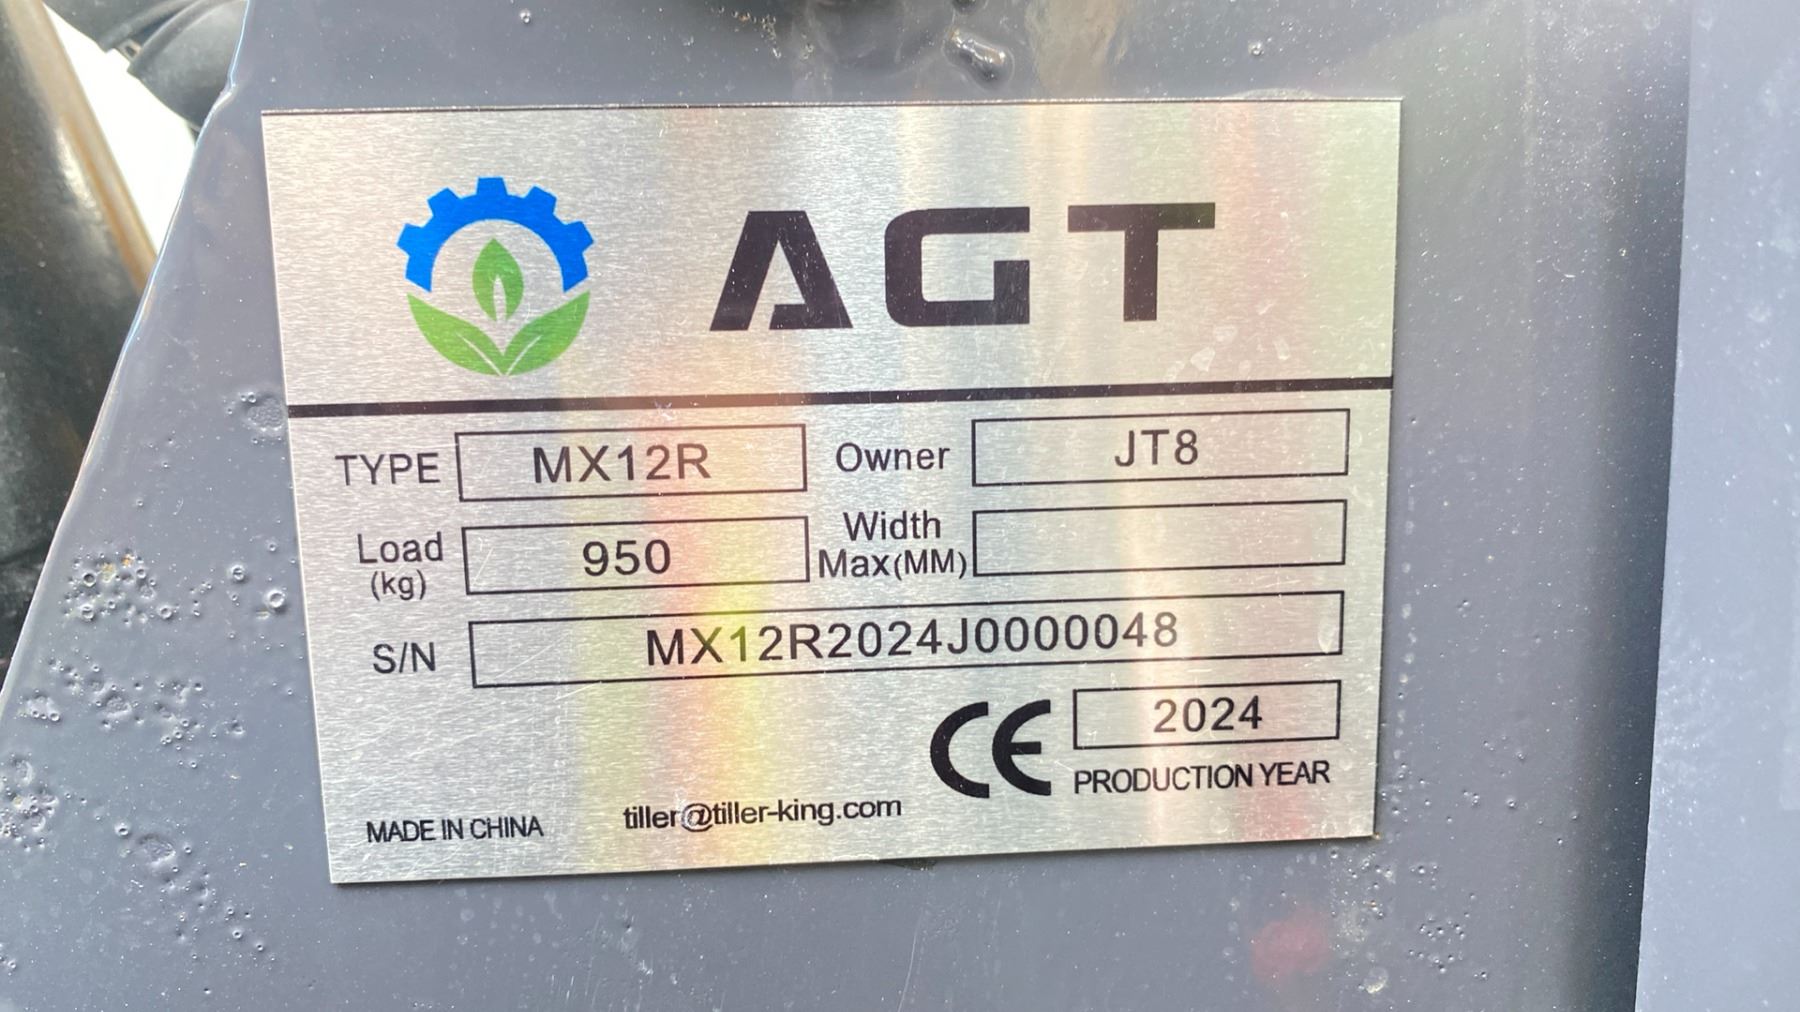 AGT
TYPE MX12R Owner JT8
Load (kg) 950 Width Max(MM)
S/N MX12R2024J0000048
CE 2024
PRODUCTION YEAR
MADE IN CHINA tiller@tiller-king.com